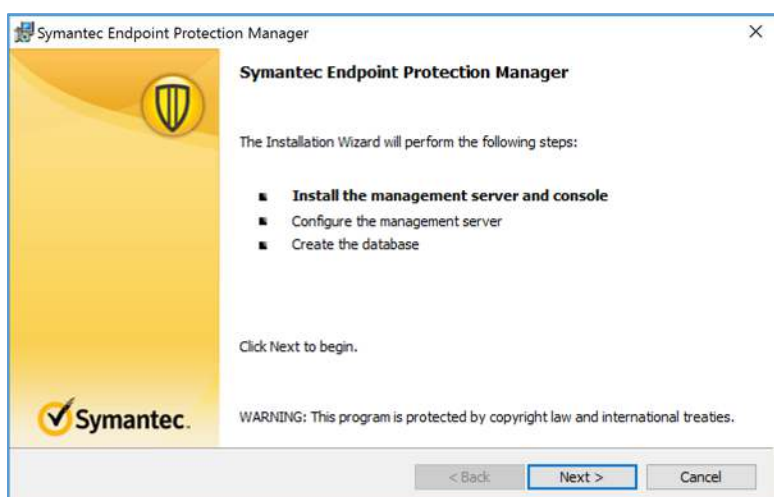 Symantec Endpoint Protection Manager
Symantec Endpoint Protection Manager
The Installation Wizard will perform the following steps:
Install the management server and console
Configure the management server
Create the database
Click Next to begin.
Symantec.
WARNING: This program is protected by copyright law and international treaties.
< Back
Next >
Cancel